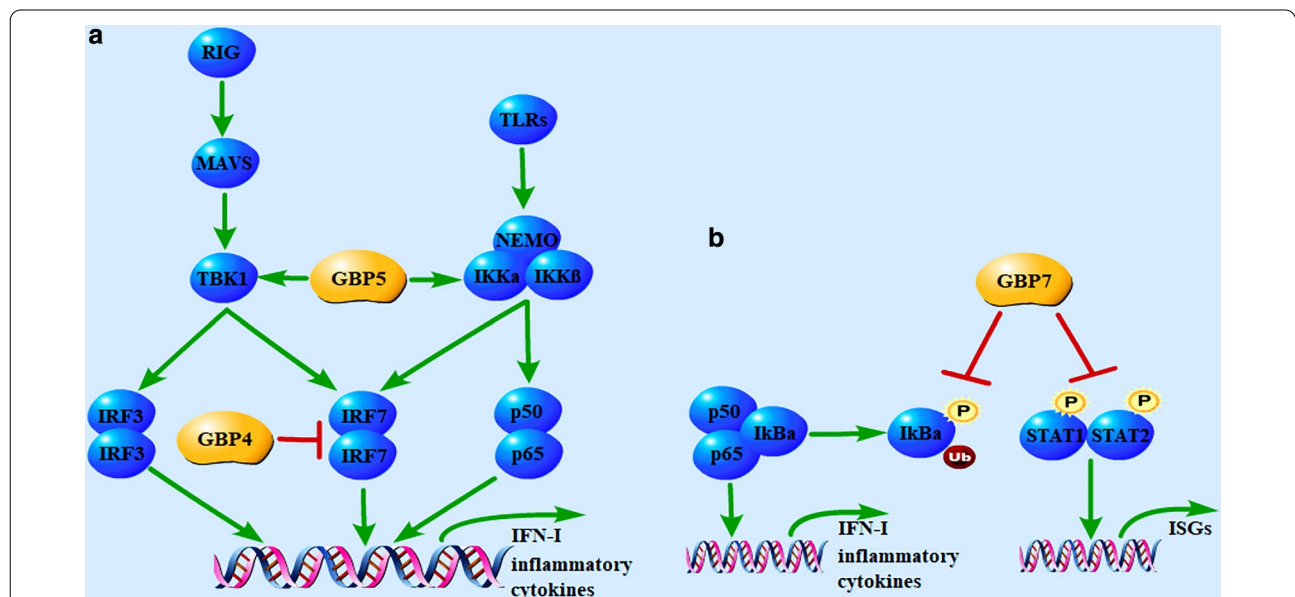 a
RIG
MAVS
TBK1
GBP5
TLRs
NEMO
IKKa
IKKß
IRF3
IRF3
GBP4
IRF7
IRF7
p50
p65
IFN-I
inflammatory
cytokines
b
GBP7
p50
p65
IkBa
IkBa
P
Ub
P
P
STAT1
STAT2
IFN-I
inflammatory
cytokines
ISGs